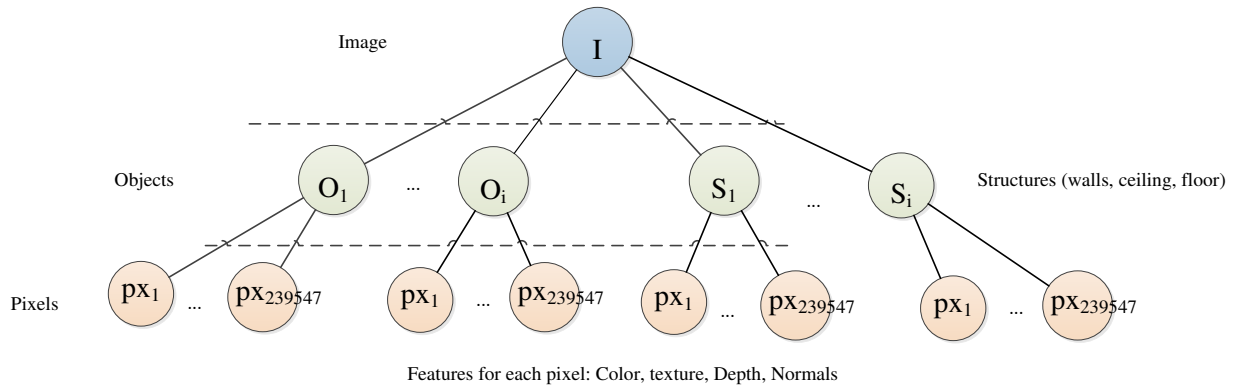 Image
I
Objects
O1
...
Oi
S1
...
Si
Structures (walls, ceiling, floor)
Pixels
px1
...
px239547
px1
...
px239547
px1
...
px239547
px1
...
px239547
Features for each pixel: Color, texture, Depth, Normals